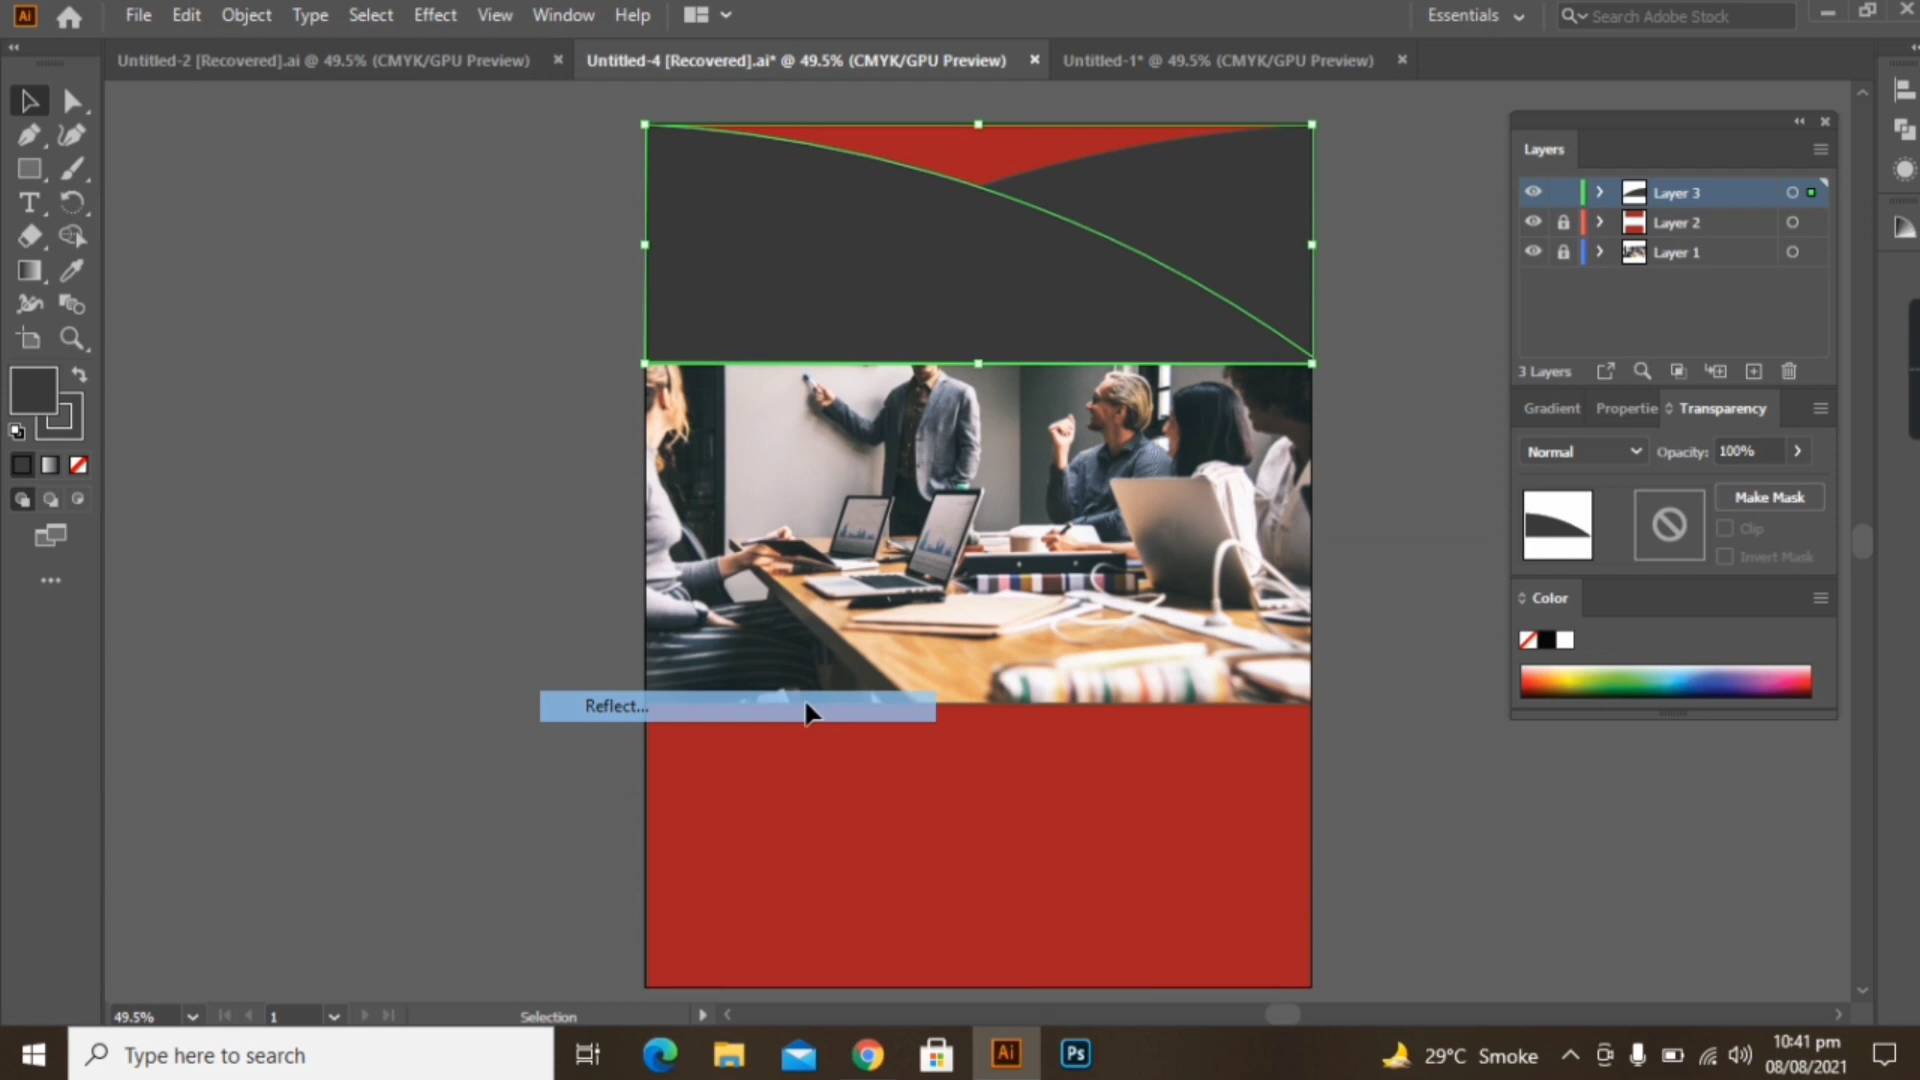 Ai File Edit Object Type Select Effect View Window Help Essentials Search Adobe Stock
Untitled-2 [Recovered].ai @ 49.5% (CMYK/GPU Preview) Untitled-4 [Recovered].ai* @ 49.5% (CMYK/GPU Preview) Untitled-1* @ 49.5% (CMYK/GPU Preview)
Layers
Layer 3
Layer 2
Layer 1
3 Layers
Gradient Propertie Transparency
Normal Opacity: 100%
Make Mask
Clip
Invert Mask
Color
Reflect...
49.5% 1 Selection
Type here to search Ai Ps 29°C Smoke 10:41 pm
08/08/2021